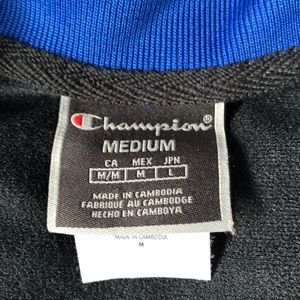 Champion
MEDIUM
CA MEX JPN
M/M M L
MADE IN CAMBODIA
FABRIQUÉ AU CAMBODGE
HECHO EN CAMBOYA
MADE IN CAMBODIA
M